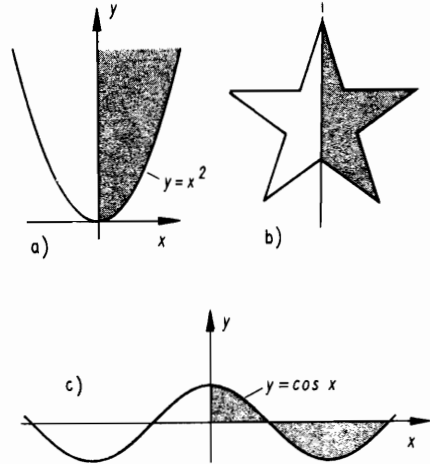 y
y = x²
x
a)
b)
c)
y
y = cos x
x